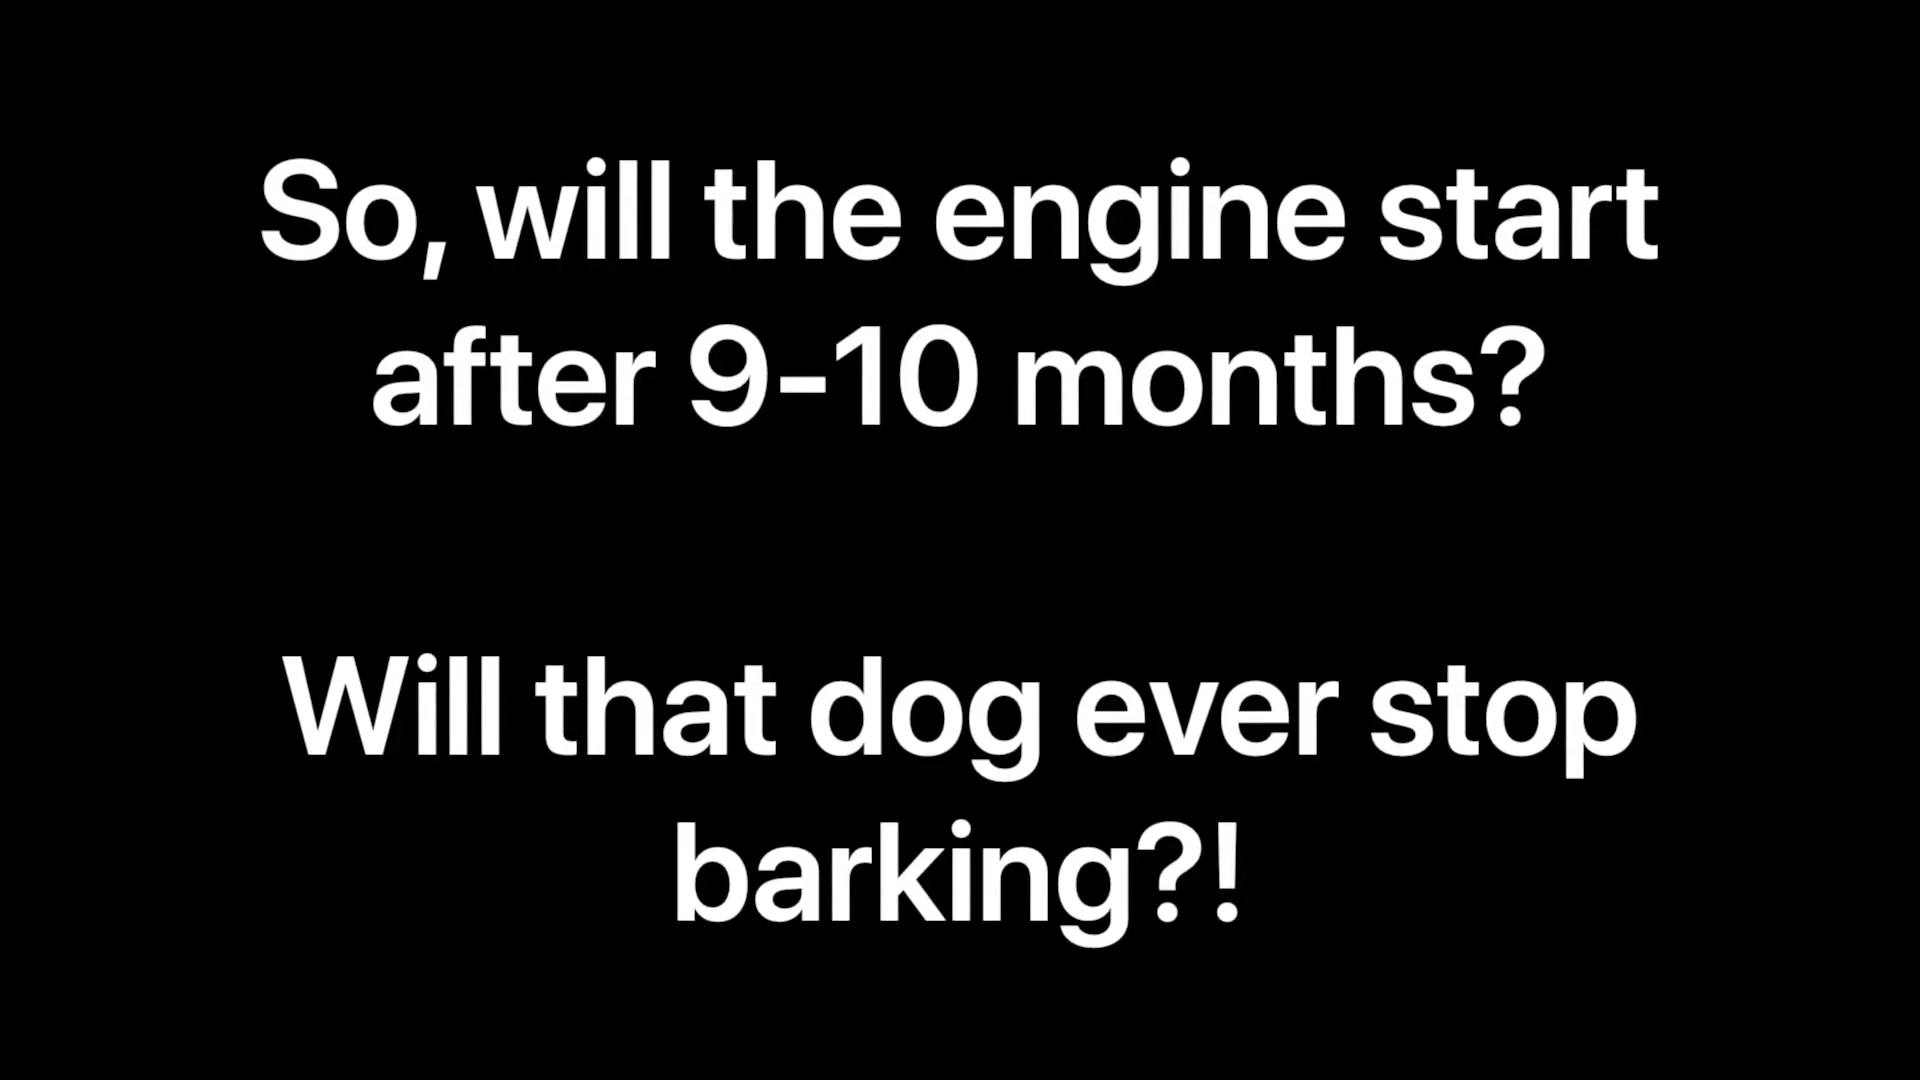 So, will the engine start
after 9-10 months?
Will that dog ever stop
barking?!